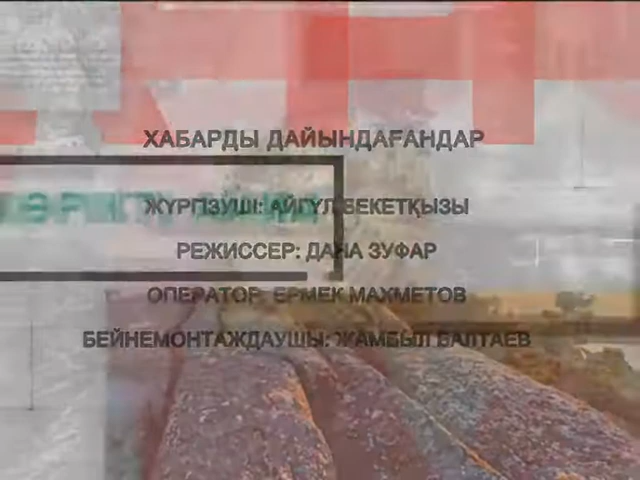 ХАБАРДЫ ДАЙЫНДАҒАНДАР
ЖҮРГІЗУШІ: АЙГҮЛ БЕКЕТҚЫЗЫ
РЕЖИССЕР: ДАНА ЗУФАР
ОПЕРАТОР: ЕРМЕК МАХМЕТОВ
БЕЙНЕМОНТАЖДАУШЫ: ЖАМБЫЛ БАЛТАЕВ